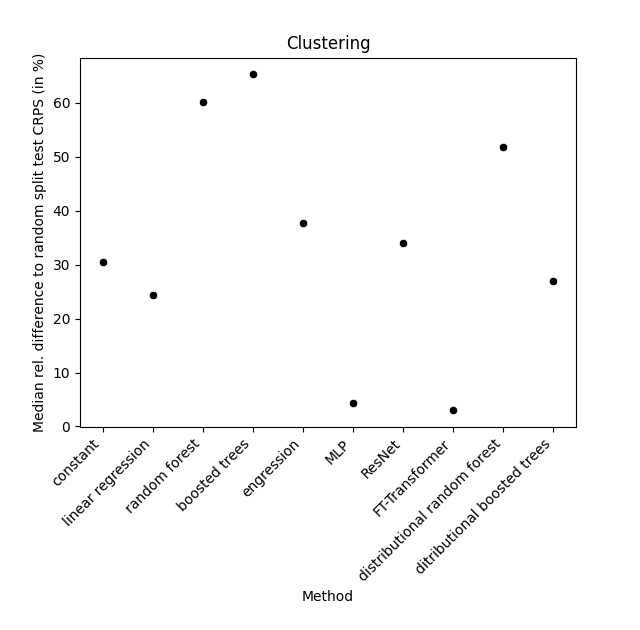 Clustering
Median rel. difference to random split test CRPS (in %)
60
50
40
30
20
10
0
constant
linear regression
random forest
boosted trees
engression
MLP
ResNet
FT-Transformer
distributional random forest
ditributional boosted trees
Method